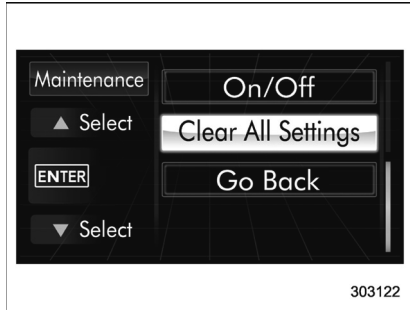 Maintenance
On/Off
▲ Select
Clear All Settings
ENTER
Go Back
▼ Select
303122